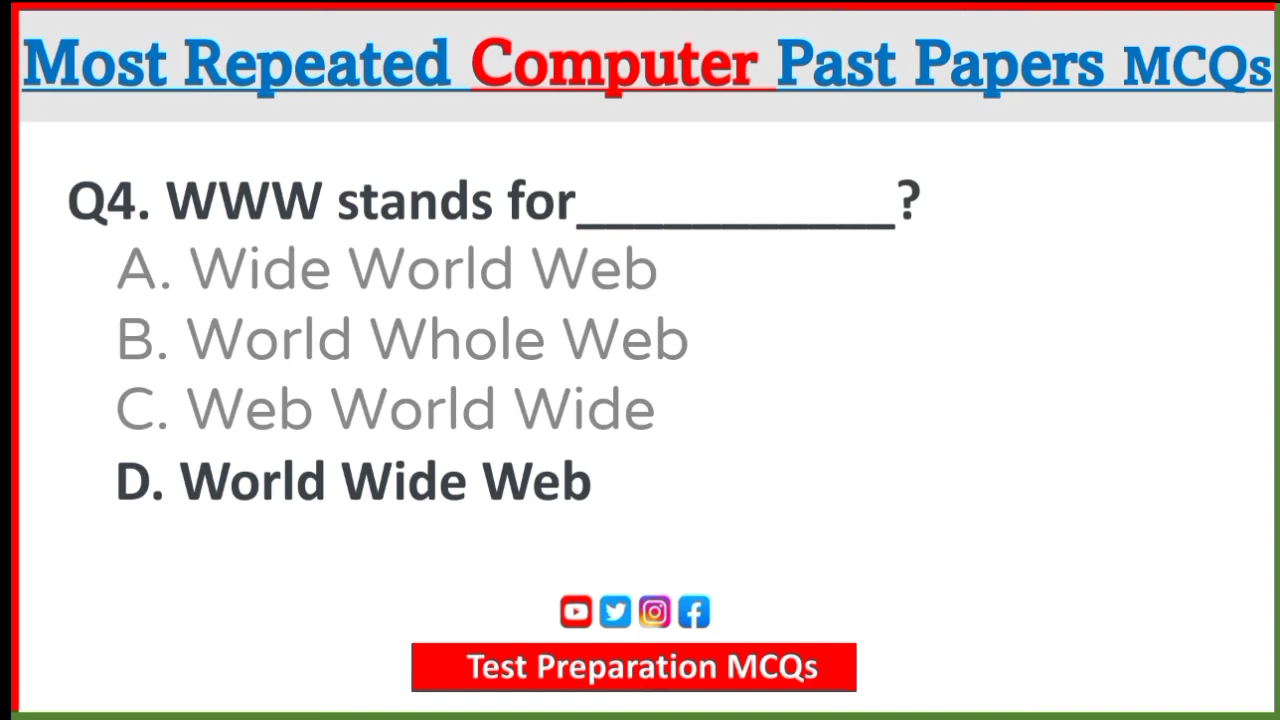 Most Repeated Computer Past Papers MCQs
Q4. WWW stands for____________?
A. Wide World Web
B. World Whole Web
C. Web World Wide
D. World Wide Web
Test Preparation MCQs